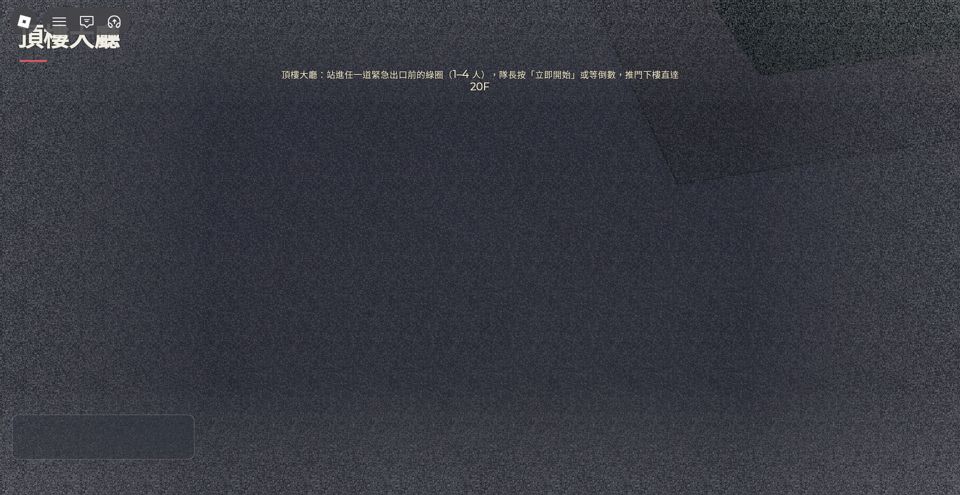 頂樓大廳
頂樓大廳：站進任一道緊急出口前的綠圈（1–4 人），隊長按「立即開始」或等倒數，推門下樓直達
20F